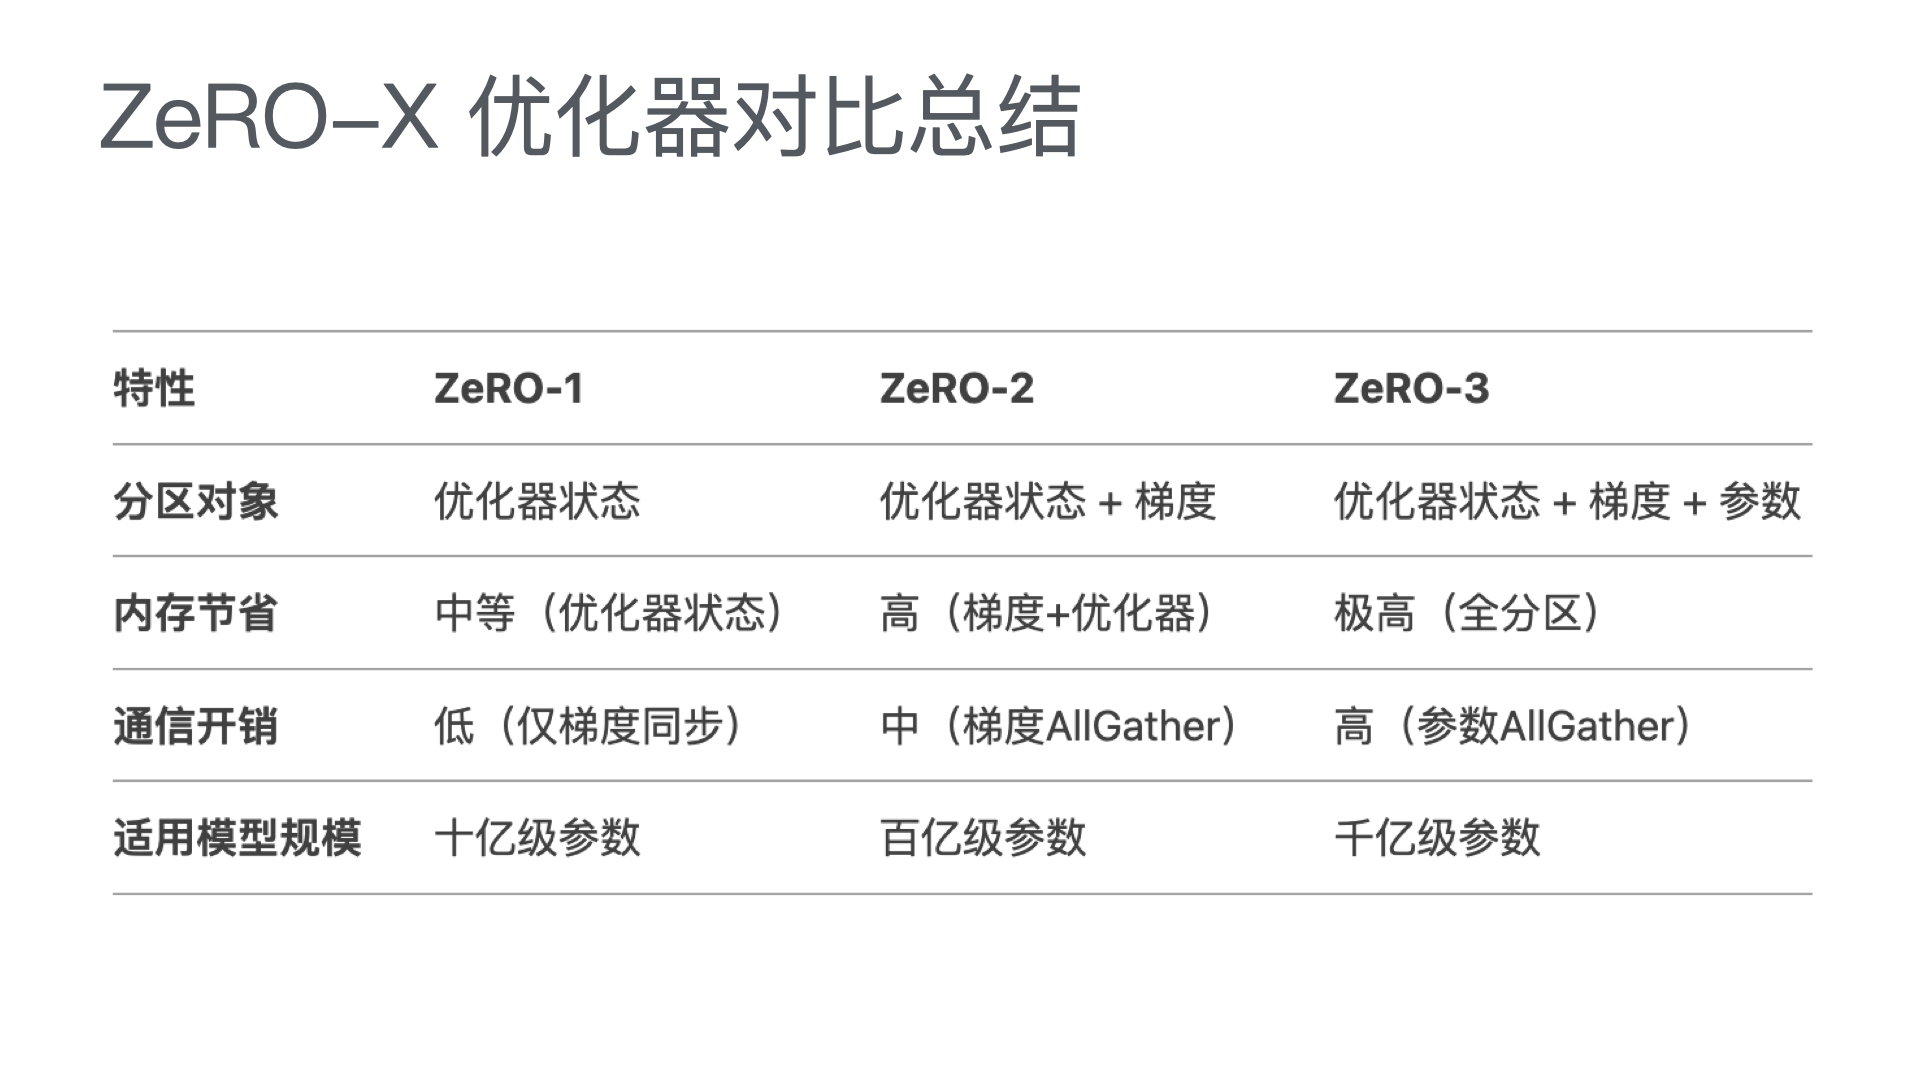 ZeRO-X 优化器对比总结
特性 ZeRO-1 ZeRO-2 ZeRO-3
分区对象 优化器状态 优化器状态 + 梯度 优化器状态 + 梯度 + 参数
内存节省 中等（优化器状态） 高（梯度+优化器） 极高（全分区）
通信开销 低（仅梯度同步） 中（梯度AllGather） 高（参数AllGather）
适用模型规模 十亿级参数 百亿级参数 千亿级参数